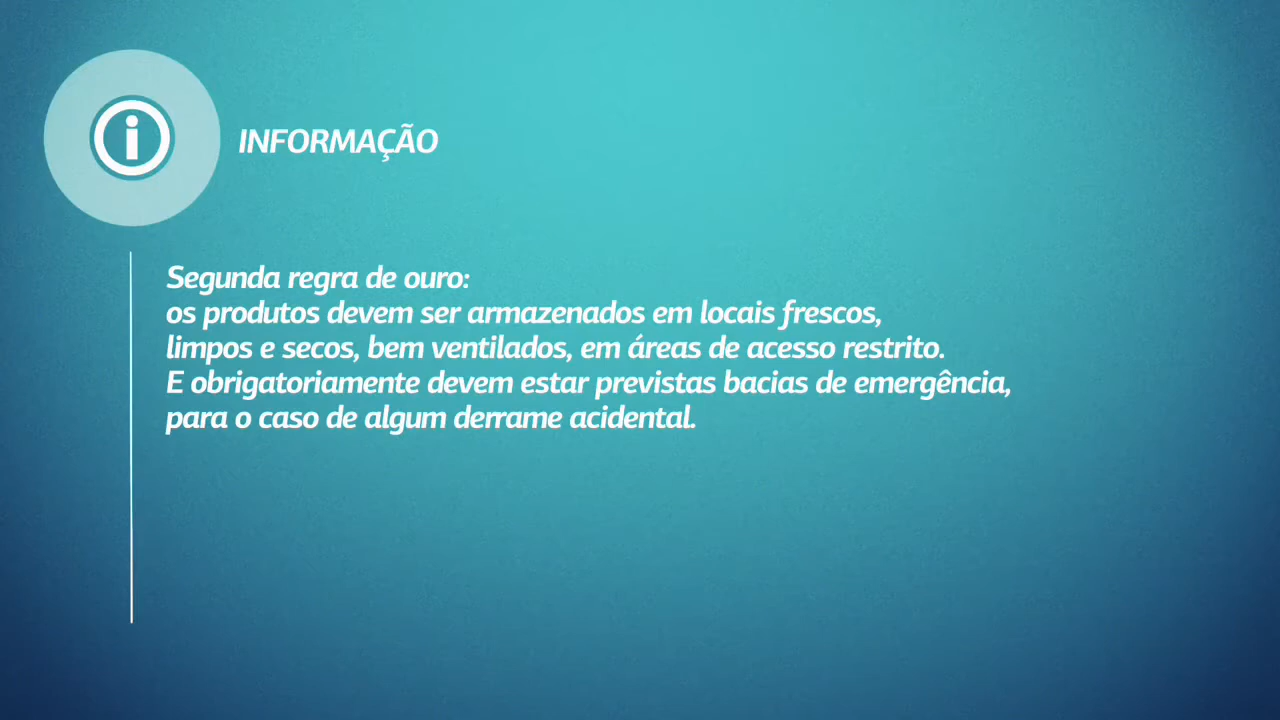 INFORMAÇÃO
Segunda regra de ouro:
os produtos devem ser armazenados em locais frescos,
limpos e secos, bem ventilados, em áreas de acesso restrito.
E obrigatoriamente devem estar previstas bacias de emergência,
para o caso de algum derrame acidental.